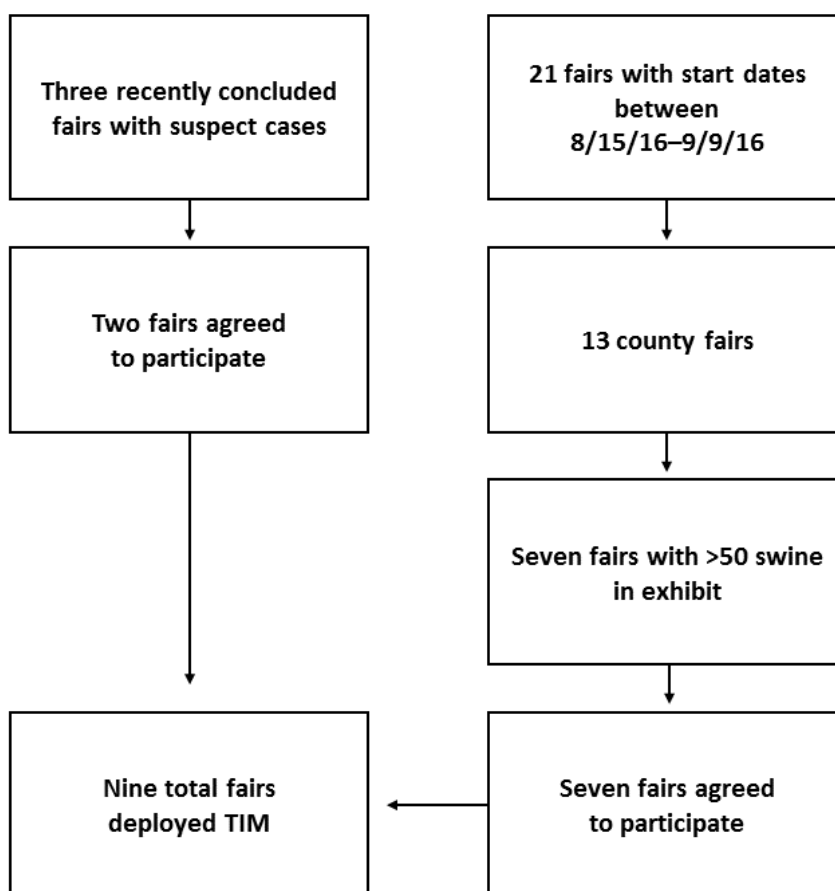 Three recently concluded
fairs with suspect cases
21 fairs with start dates
between
8/15/16–9/9/16
Two fairs agreed
to participate
13 county fairs
Seven fairs with >50 swine
in exhibit
Nine total fairs
deployed TIM
Seven fairs agreed
to participate